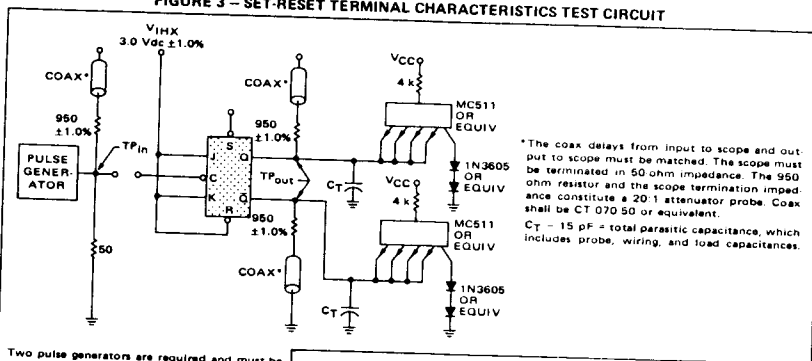 FIGURE 3 – SET-RESET TERMINAL CHARACTERISTICS TEST CIRCUIT
VIHX
3.0 Vdc ±1.0%
COAX*
COAX*
950
±1.0%
TPin
PULSE
GENER-
ATOR
50
950
±1.0%
S
J
Q
C
K
Q̅
R
TPout
950
±1.0%
COAX*
CT
VCC
4 k
MC511
OR
EQUIV
1N3605
OR
EQUIV
VCC
4 k
MC511
OR
EQUIV
CT
1N3605
OR
EQUIV
*The coax delays from input to scope and out-
put to scope must be matched. The scope must
be terminated in 50-ohm impedance. The 950
ohm resistor and the scope termination imped-
ance constitute a 20:1 attenuator probe. Coax
shall be CT 070 50 or equivalent.
CT – 15 pF = total parasitic capacitance, which
includes probe, wiring, and load capacitances.
Two pulse generators are required and must be